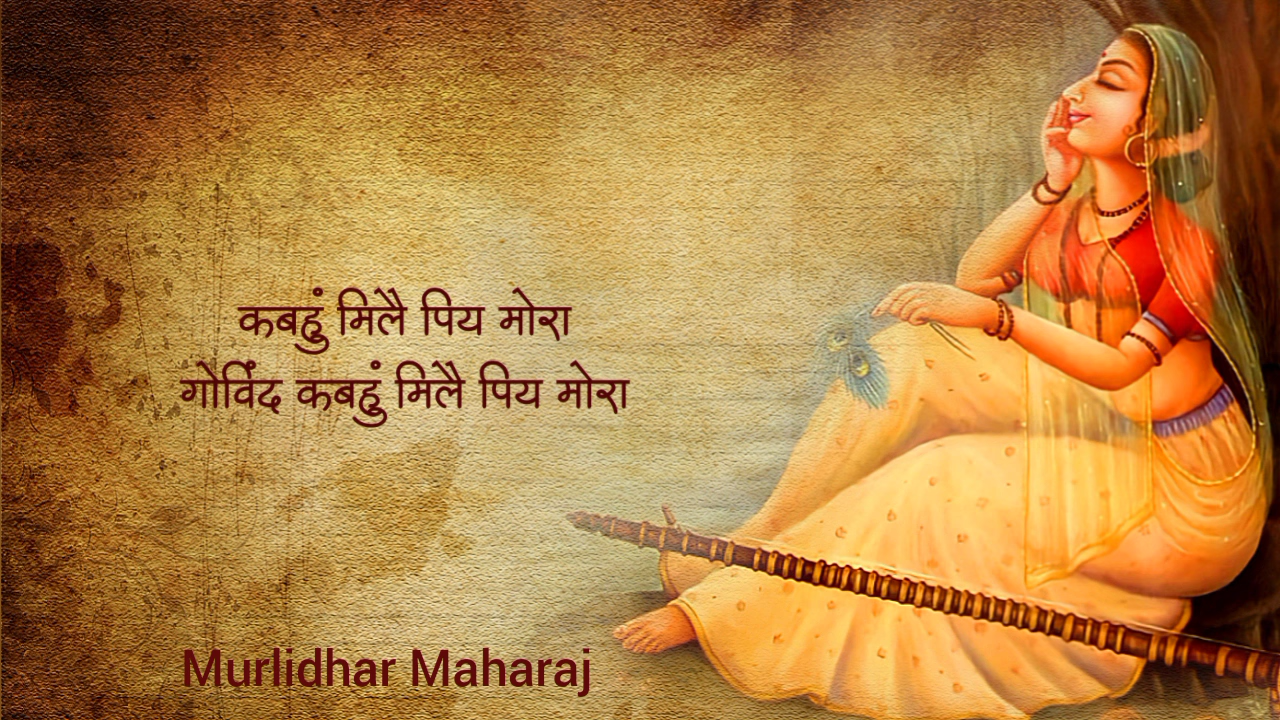 कबहुं मिलै पिय मोरा
गोविंद कबहुं मिलै पिय मोरा
Murlidhar Maharaj